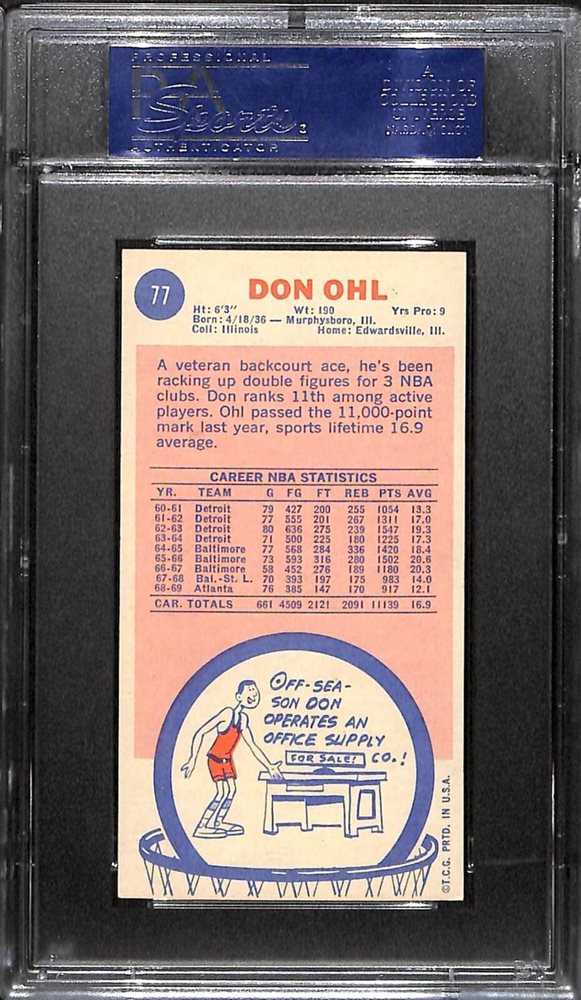 PROFESSIONAL
PSA
Sports
AUTHENTICATOR
A
DIVISION OF
COLLECTORS
UNIVERSE
NASDAQ: CLCT
77
DON OHL
Ht: 6'3" Wt: 190 Yrs Pro: 9
Born: 4/18/36 — Murphysboro, Ill.
Coll: Illinois Home: Edwardsville, Ill.
A veteran backcourt ace, he's been
racking up double figures for 3 NBA
clubs. Don ranks 11th among active
players. Ohl passed the 11,000-point
mark last year, sports lifetime 16.9
average.
CAREER NBA STATISTICS
YR. TEAM G FG FT REB PTS AVG
60-61 Detroit 79 427 200 255 1054 13.3
61-62 Detroit 77 555 201 267 1311 17.0
62-63 Detroit 80 636 275 239 1547 19.3
63-64 Detroit 71 500 225 180 1225 17.3
64-65 Baltimore 77 568 284 336 1420 18.4
65-66 Baltimore 73 593 316 280 1502 20.6
66-67 Baltimore 58 452 276 189 1180 20.3
67-68 Bal.-St. L. 70 393 197 175 983 14.0
68-69 Atlanta 76 385 147 170 917 12.1
CAR. TOTALS 661 4509 2121 2091 11139 16.9
OFF-SEA-
SON DON
OPERATES AN
OFFICE SUPPLY
CO.!
FOR SALE!
©T.C.G. PRTD. IN U.S.A.